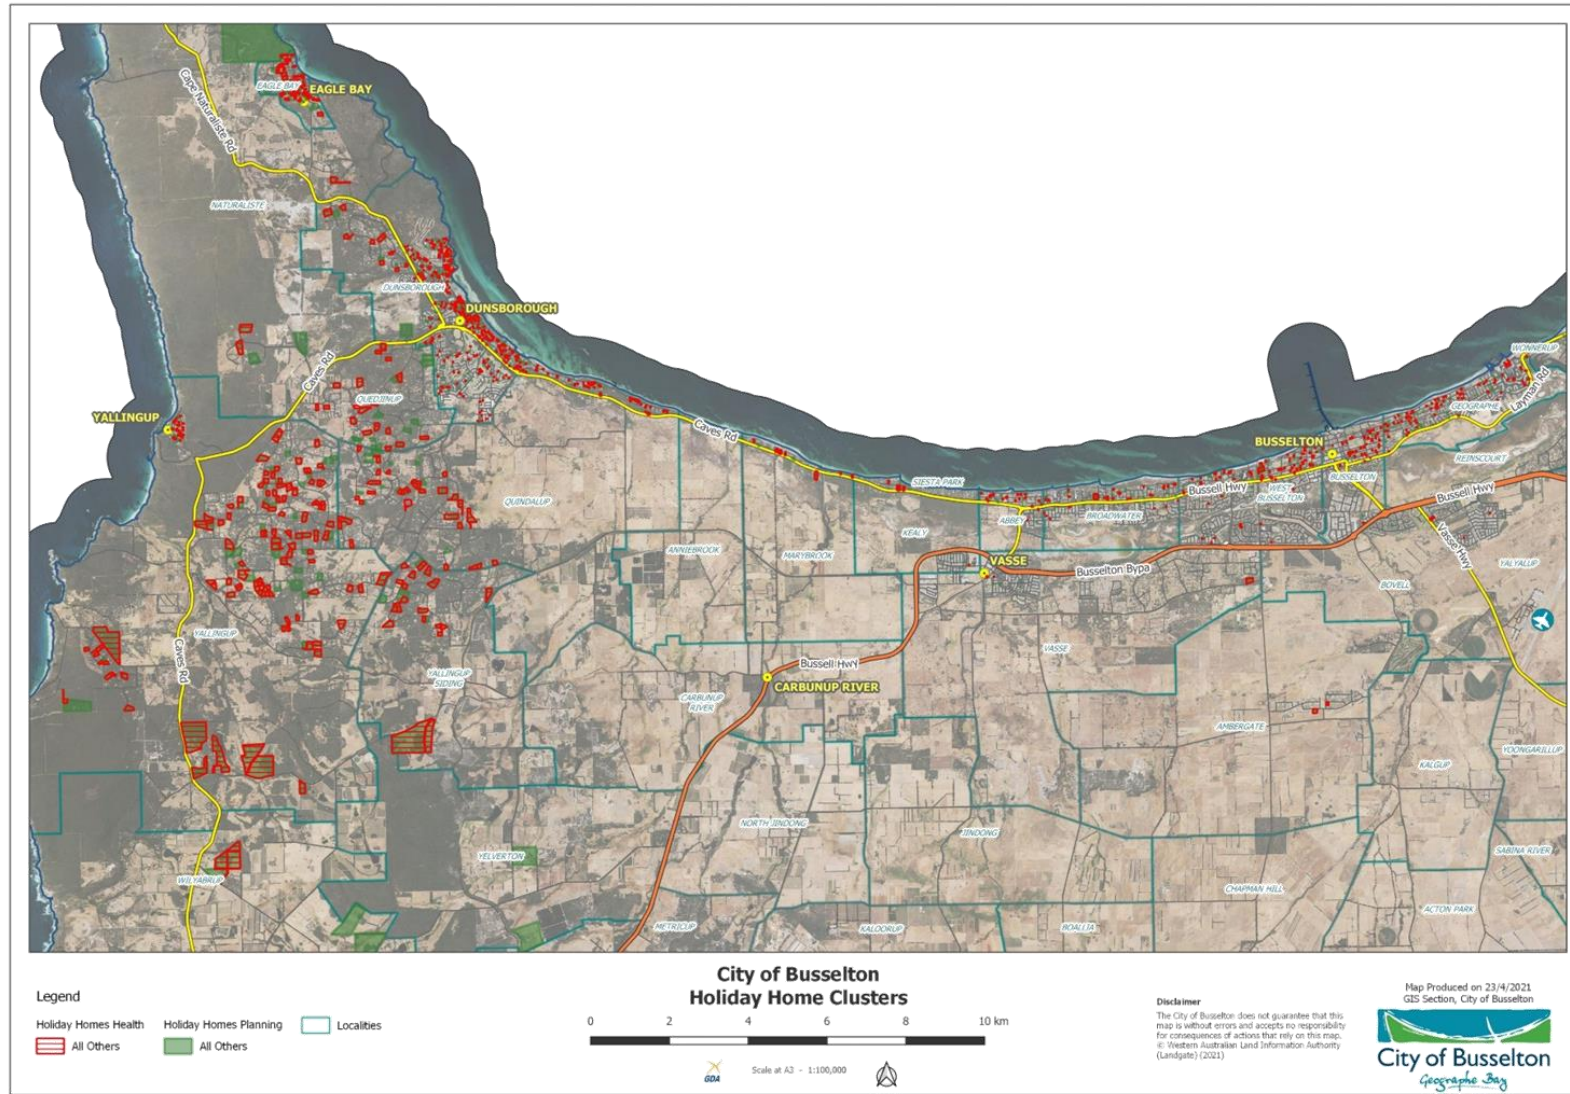 EAGLE BAY
EAGLE BAY
Cape Naturaliste Rd
NATURALISTE
DUNSBOROUGH
DUNSBOROUGH
Caves Rd
QUEDJINUP
YALLINGUP
Caves Rd
WONNERUP
Layman Rd
GEOGRAPHE
BUSSELTON
REINSCOURT
BUSSELTON
WEST
BUSSELTON
Bussell Hwy
Bussell Hwy
SIESTA PARK
QUINDALUP
BROADWATER
ABBEY
KEALY
Vasse Hwy
ANNIEBROOK
MARYBROOK
VASSE
Busselton Bypa
YALYALUP
BOVELL
YALLINGUP
Caves Rd
VASSE
YALLINGUP
SIDING
Bussell Hwy
CARBUNUP RIVER
CARBUNUP
RIVER
AMBERGATE
YOONGARILLUP
KALGUP
NORTH JINDONG
JINDONG
SABINA RIVER
YELVERTON
WILYABRUP
CHAPMAN HILL
ACTON PARK
METRICUP
KALOORUP
BOALLIA
City of Busselton
Holiday Home Clusters
Legend
Holiday Homes Health
All Others
Holiday Homes Planning
All Others
Localities
0 2 4 6 8 10 km
GDA
Scale at A3 - 1:100,000
Disclaimer
The City of Busselton does not guarantee that this
map is without errors and accepts no responsibility
for consequences of actions that rely on this map.
© Western Australian Land Information Authority
(Landgate) (2021)
Map Produced on 23/4/2021
GIS Section, City of Busselton
City of Busselton
Geographe Bay